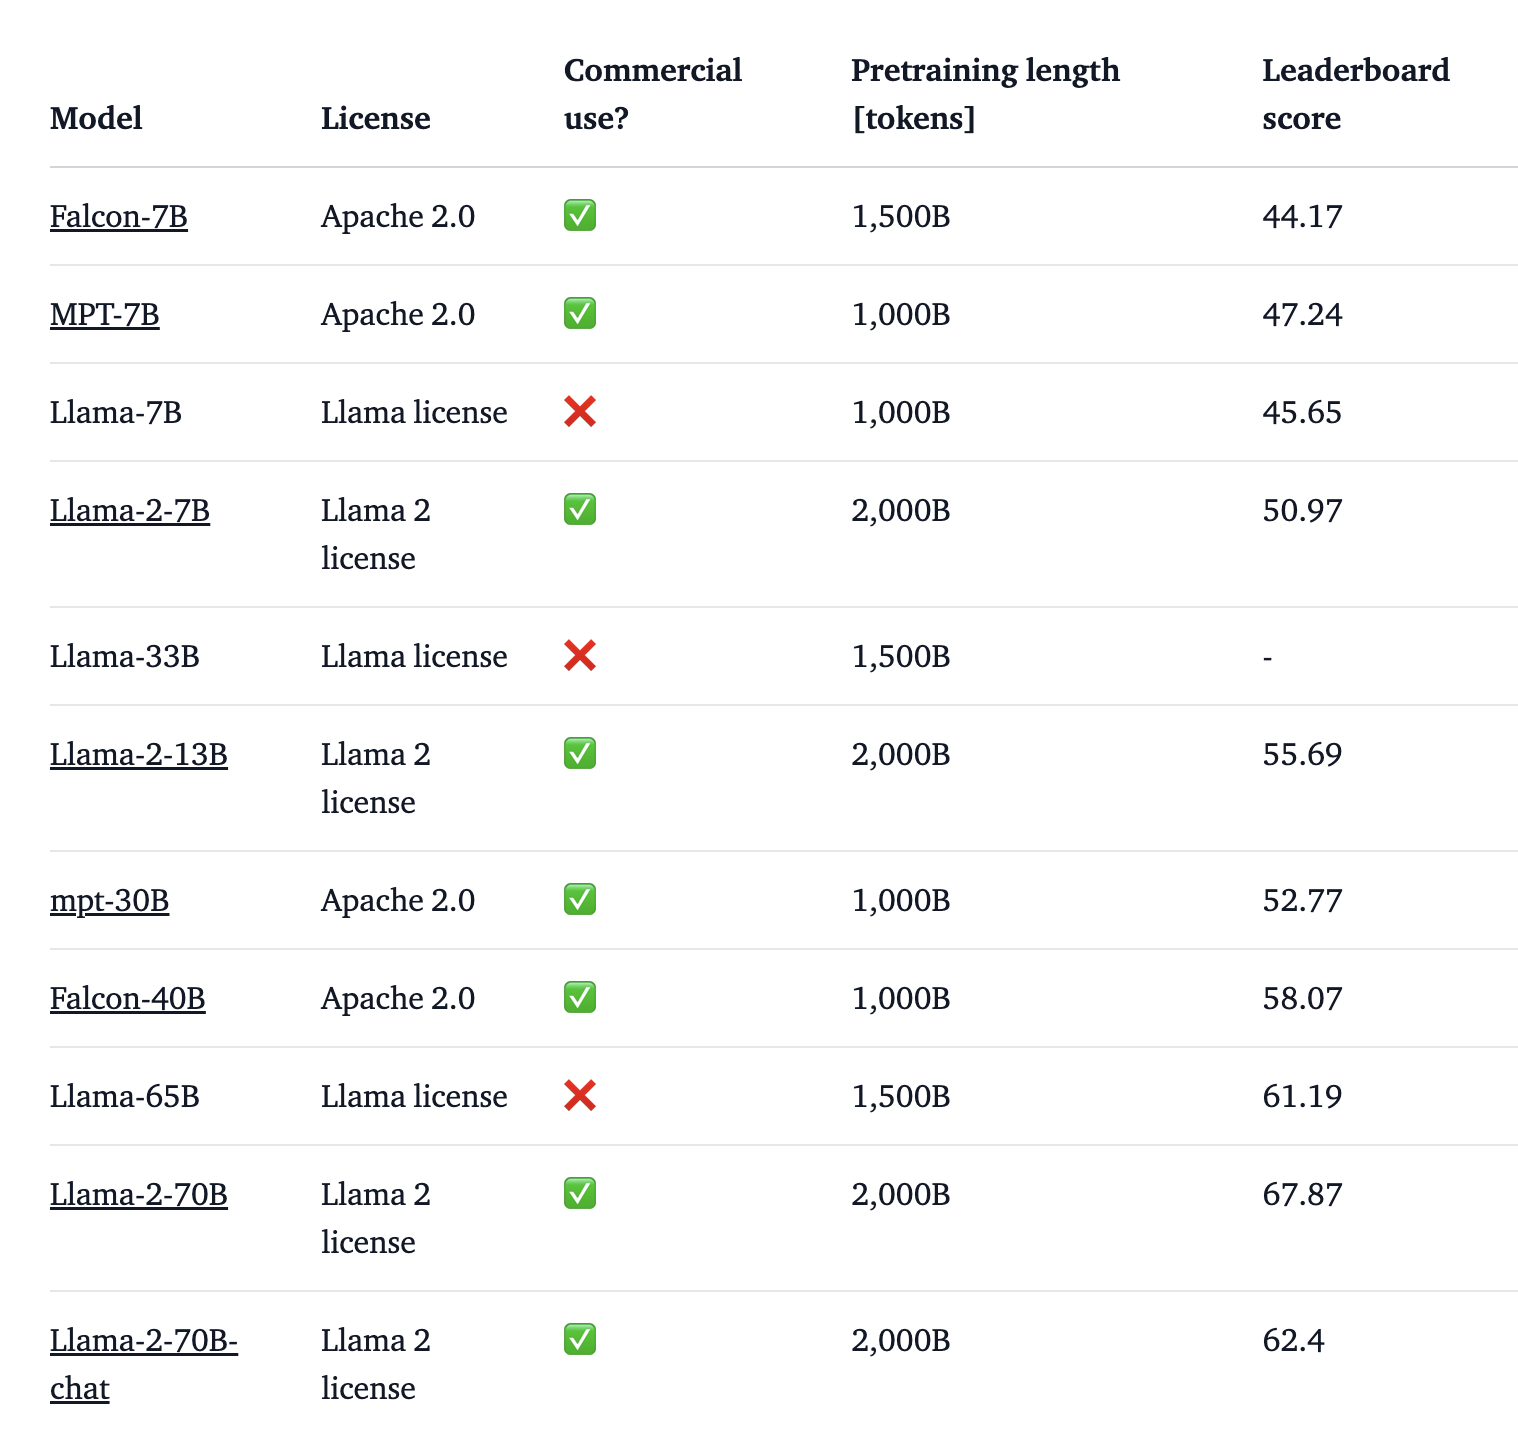 Model License Commercial use? Pretraining length [tokens] Leaderboard score
Falcon-7B Apache 2.0 ✅ 1,500B 44.17
MPT-7B Apache 2.0 ✅ 1,000B 47.24
Llama-7B Llama license ❌ 1,000B 45.65
Llama-2-7B Llama 2 license ✅ 2,000B 50.97
Llama-33B Llama license ❌ 1,500B -
Llama-2-13B Llama 2 license ✅ 2,000B 55.69
mpt-30B Apache 2.0 ✅ 1,000B 52.77
Falcon-40B Apache 2.0 ✅ 1,000B 58.07
Llama-65B Llama license ❌ 1,500B 61.19
Llama-2-70B Llama 2 license ✅ 2,000B 67.87
Llama-2-70B-chat Llama 2 license ✅ 2,000B 62.4